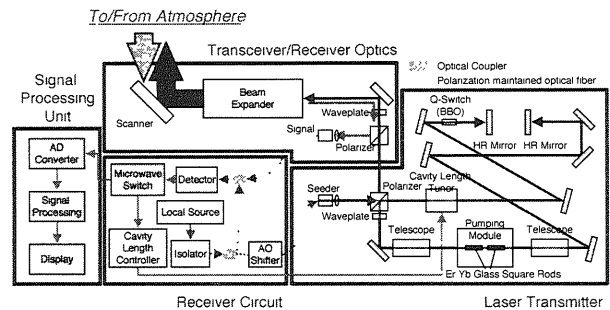 To/From Atmosphere
Transceiver/Receiver Optics
Optical Coupler
Polarization maintained optical fiber
Signal
Processing
Unit
Beam
Expander
Scanner
Waveplate
Signal
Polarizer
Q-Switch
(BBO)
HR Mirror
HR Mirror
AD
Converter
Signal
Processing
Display
Microwave
Switch
Detector
Local Source
Cavity
Length
Controller
Isolator
AO
Shifter
Seeder
Polarizer
Waveplate
Cavity Length
Tunor
Telescope
Pumping
Module
Telescope
Er Yb Glass Square Rods
Receiver Circuit
Laser Transmitter